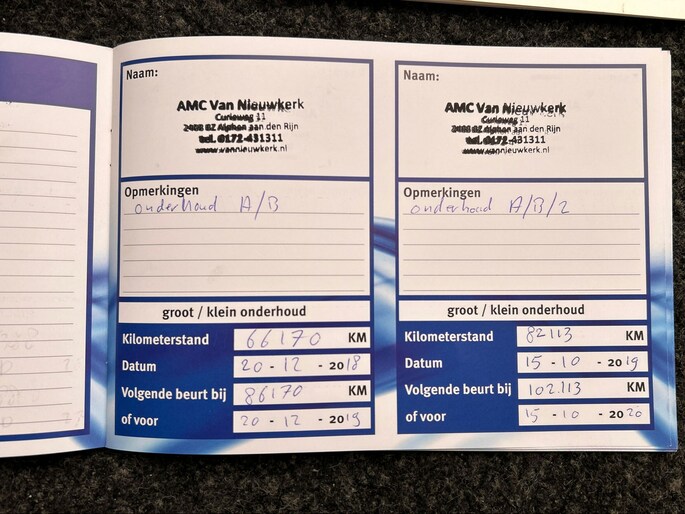 Naam:
AMC Van Nieuwkerk
Curieweg 11
2408 BZ Alphen aan den Rijn
tel. 0172-431311
www.vannieuwkerk.nl
Opmerkingen
onderhoud A/B
groot / klein onderhoud
Kilometerstand 66170 KM
Datum 20 - 12 - 2018
Volgende beurt bij 86170 KM
of voor 20 - 12 - 2019
Naam:
AMC Van Nieuwkerk
Curieweg 11
2408 BZ Alphen aan den Rijn
tel. 0172-431311
www.vannieuwkerk.nl
Opmerkingen
onderhoud A/B/2
groot / klein onderhoud
Kilometerstand 82113 KM
Datum 15 - 10 - 2019
Volgende beurt bij 102.113 KM
of voor 15 - 10 - 2020